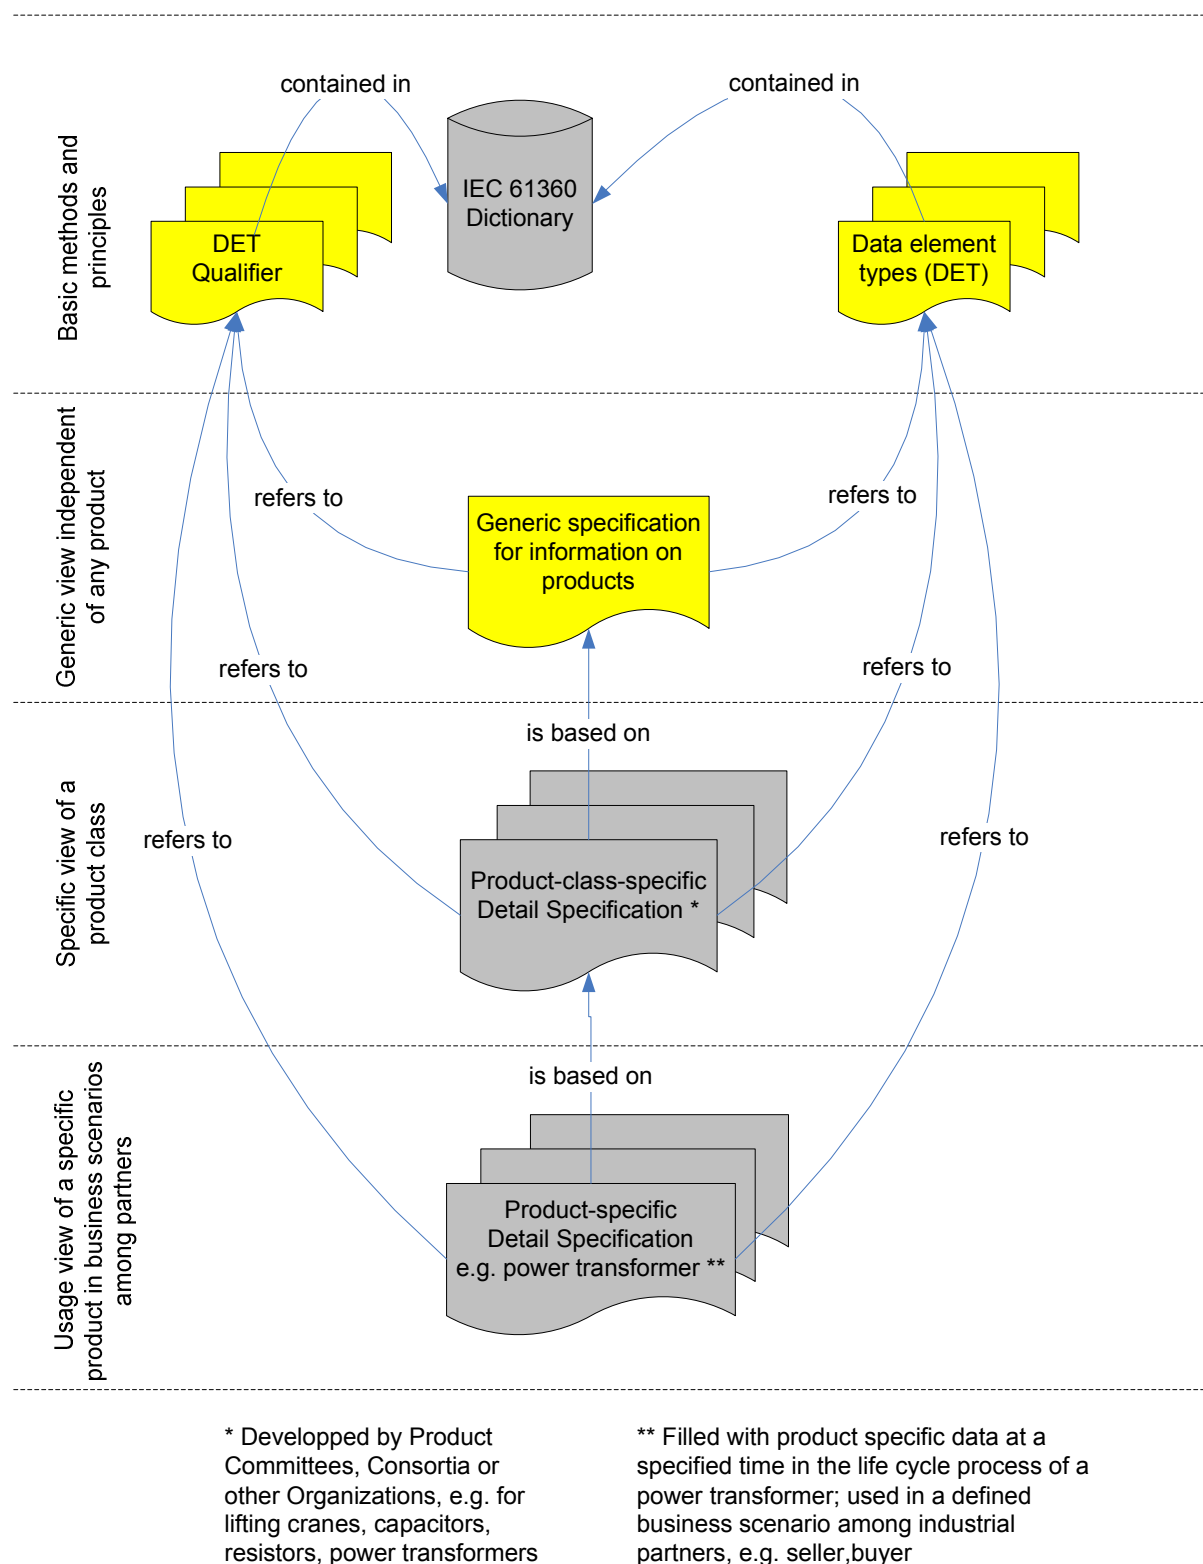 contained in
contained in
Basic methods and
principles
IEC 61360
Dictionary
DET
Qualifier
Data element
types (DET)
Generic view independent
of any product
refers to
refers to
Generic specification
for information on
products
refers to
refers to
Specific view of a
product class
is based on
refers to
refers to
Product-class-specific
Detail Specification *
Usage view of a specific
product in business scenarios
among partners
is based on
Product-specific
Detail Specification
e.g. power transformer **
* Developped by Product
Committees, Consortia or
other Organizations, e.g. for
lifting cranes, capacitors,
resistors, power transformers
** Filled with product specific data at a
specified time in the life cycle process of a
power transformer; used in a defined
business scenario among industrial
partners, e.g. seller,buyer